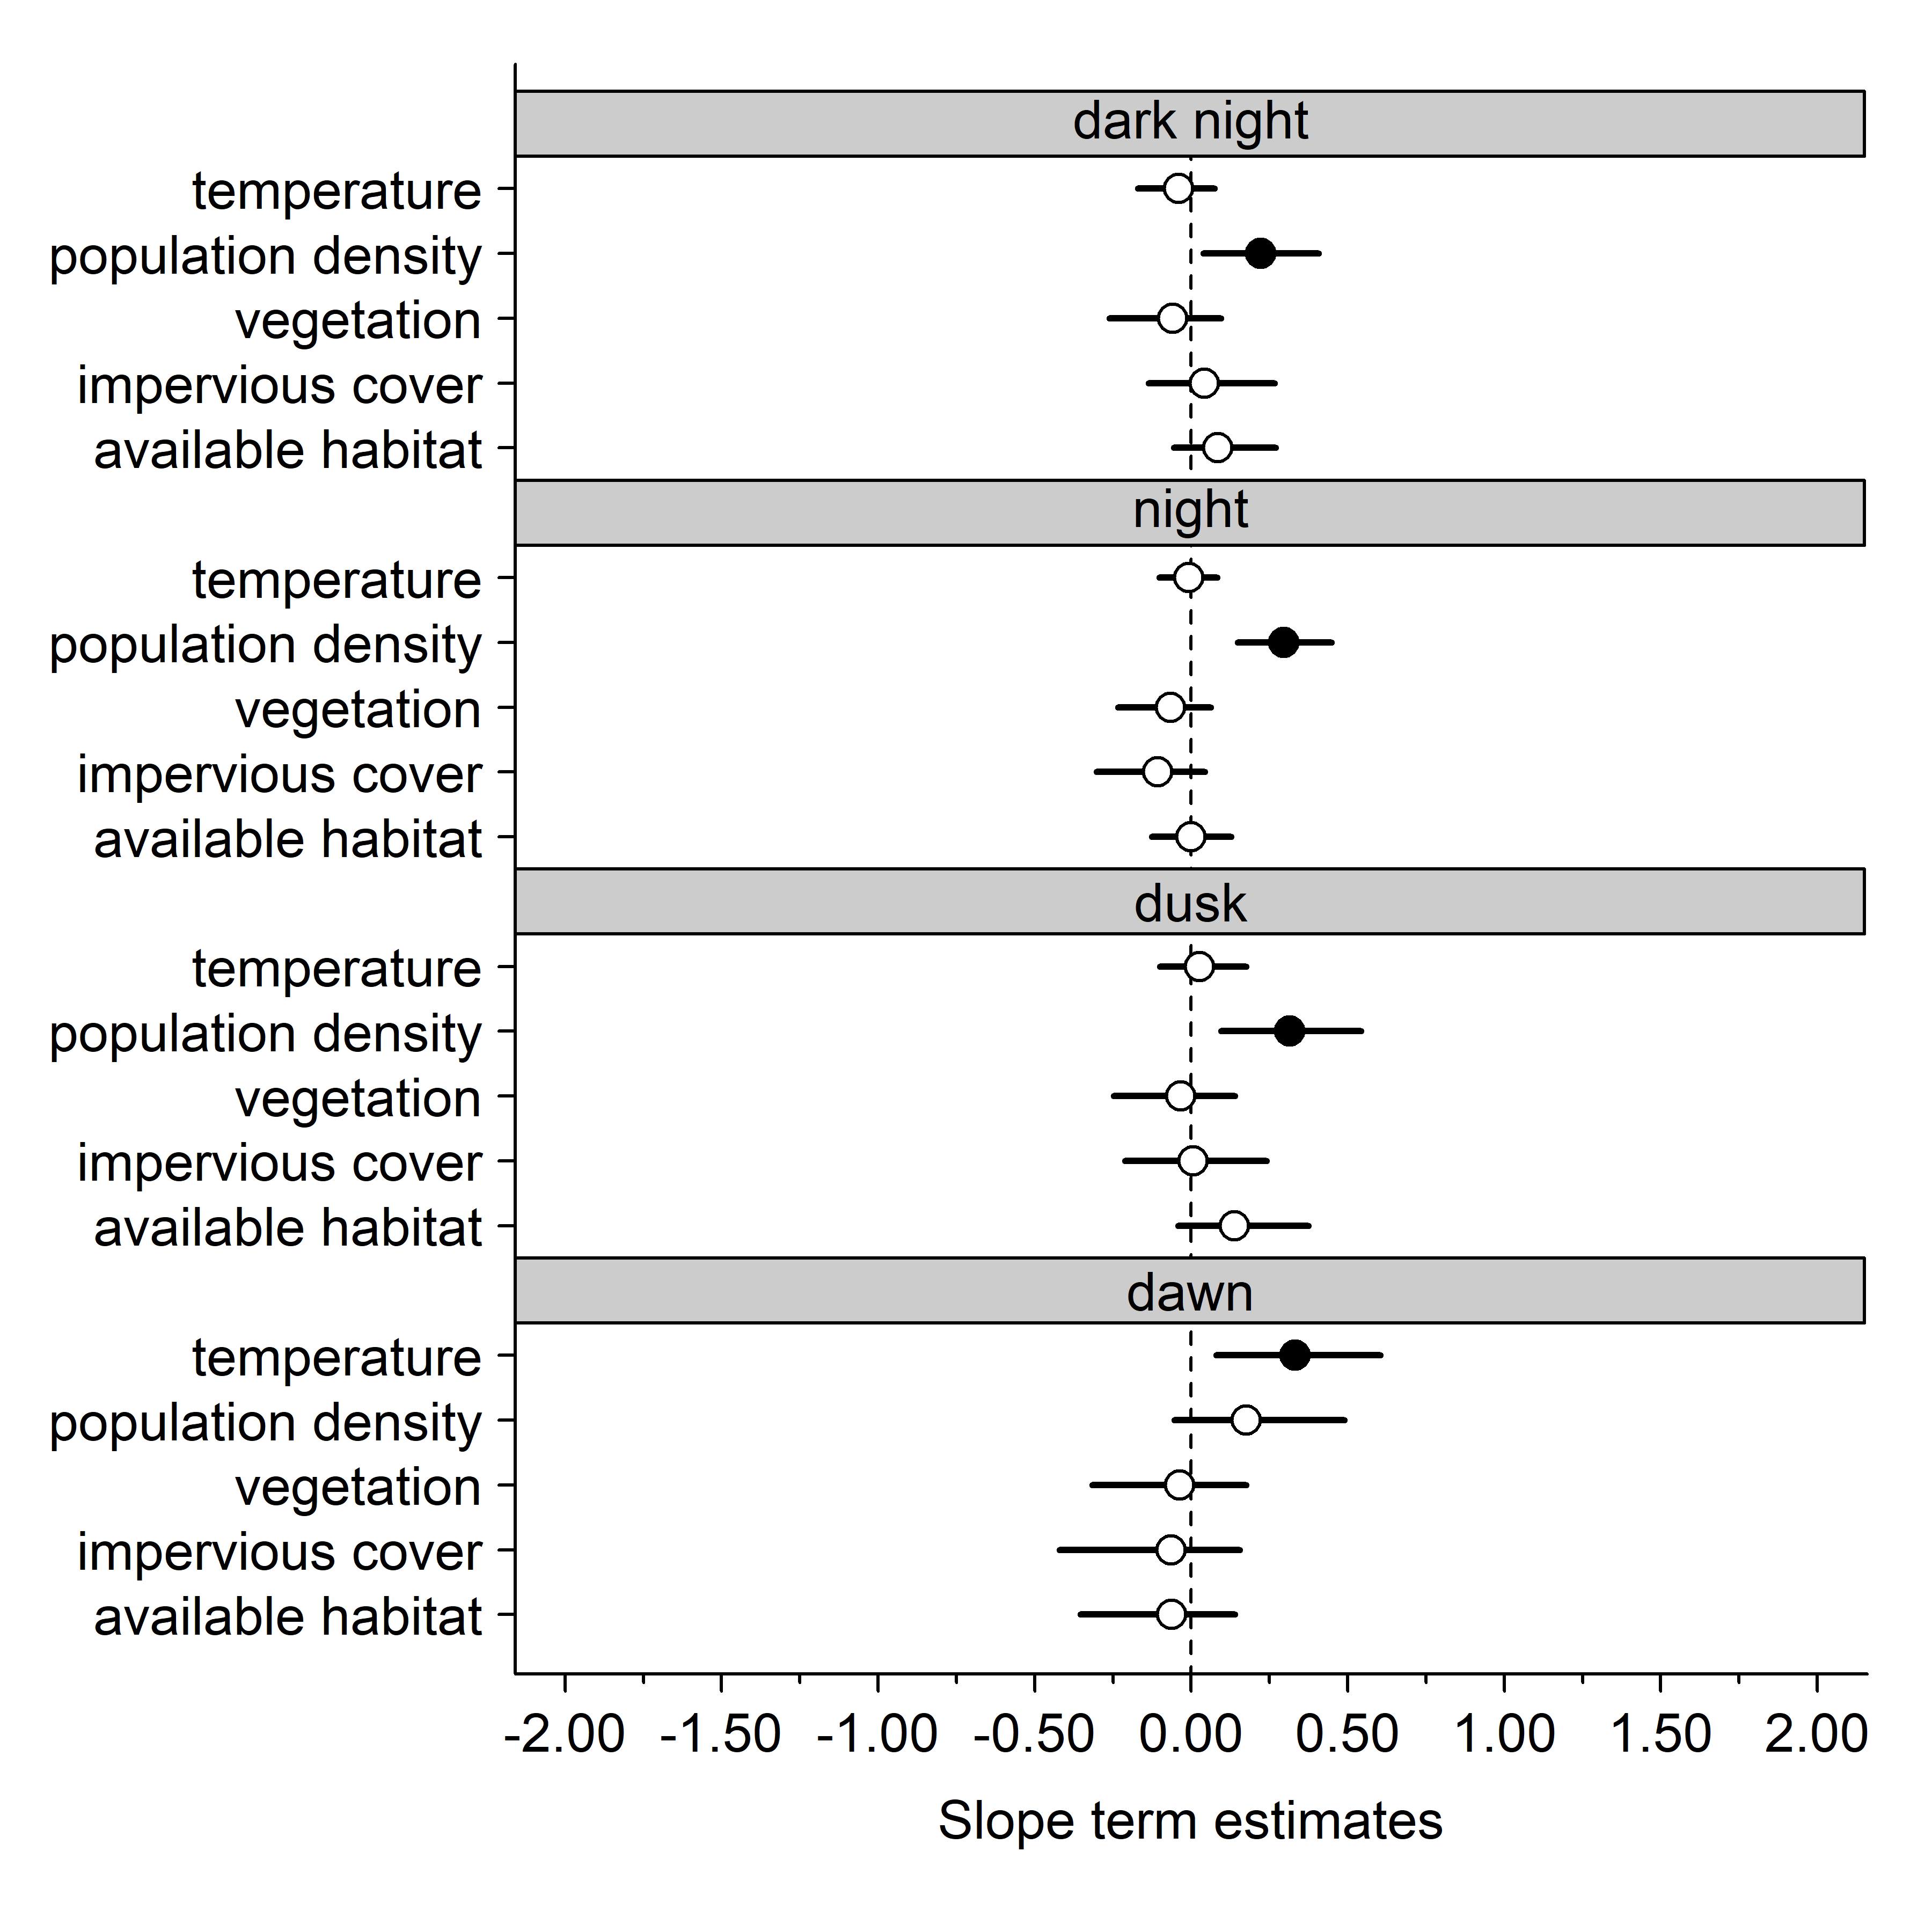 dark night
temperature
population density
vegetation
impervious cover
available habitat
night
temperature
population density
vegetation
impervious cover
available habitat
dusk
temperature
population density
vegetation
impervious cover
available habitat
dawn
temperature
population density
vegetation
impervious cover
available habitat
-2.00 -1.50 -1.00 -0.50 0.00 0.50 1.00 1.50 2.00
Slope term estimates